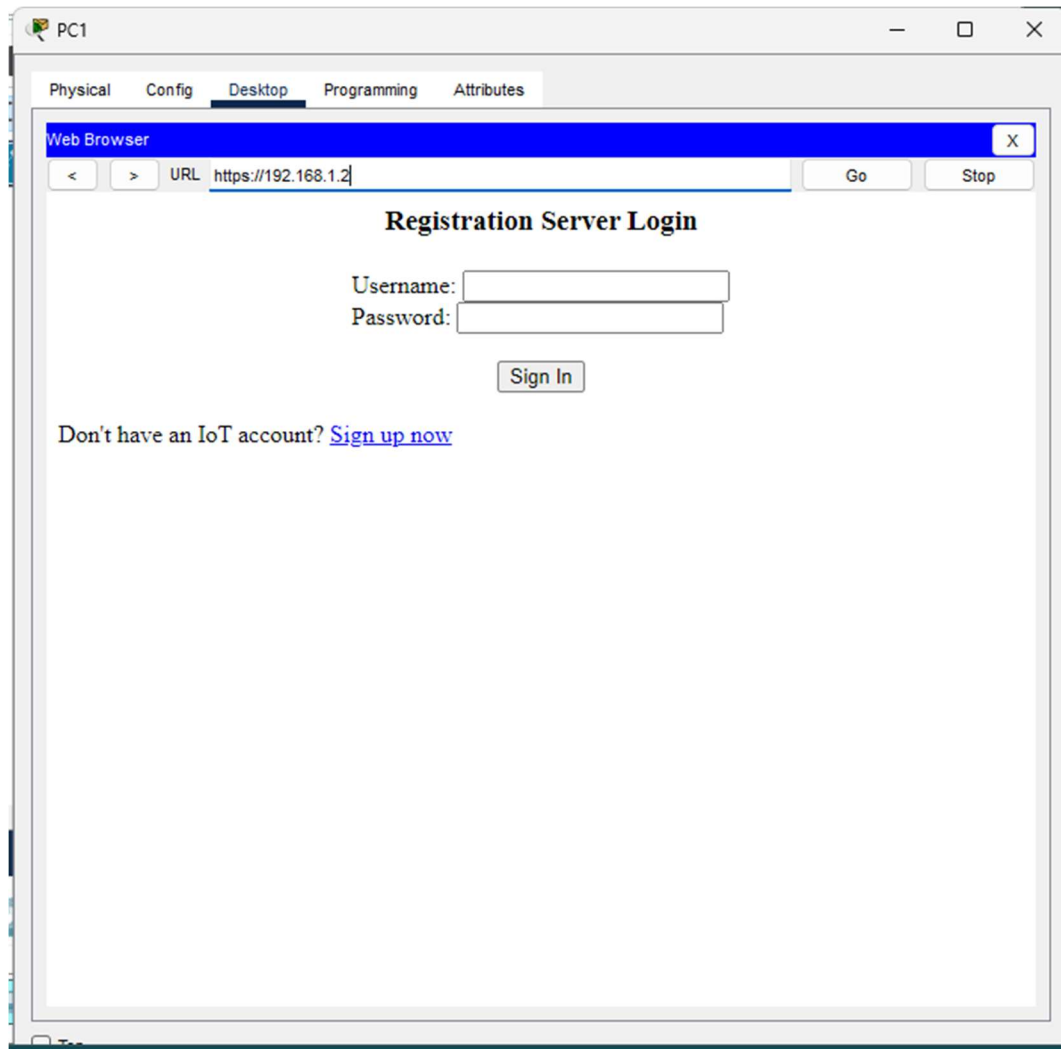 PC1
Physical Config Desktop Programming Attributes
Web Browser X
< > URL https://192.168.1.2 Go Stop
Registration Server Login
Username:
Password:
Sign In
Don't have an IoT account? Sign up now